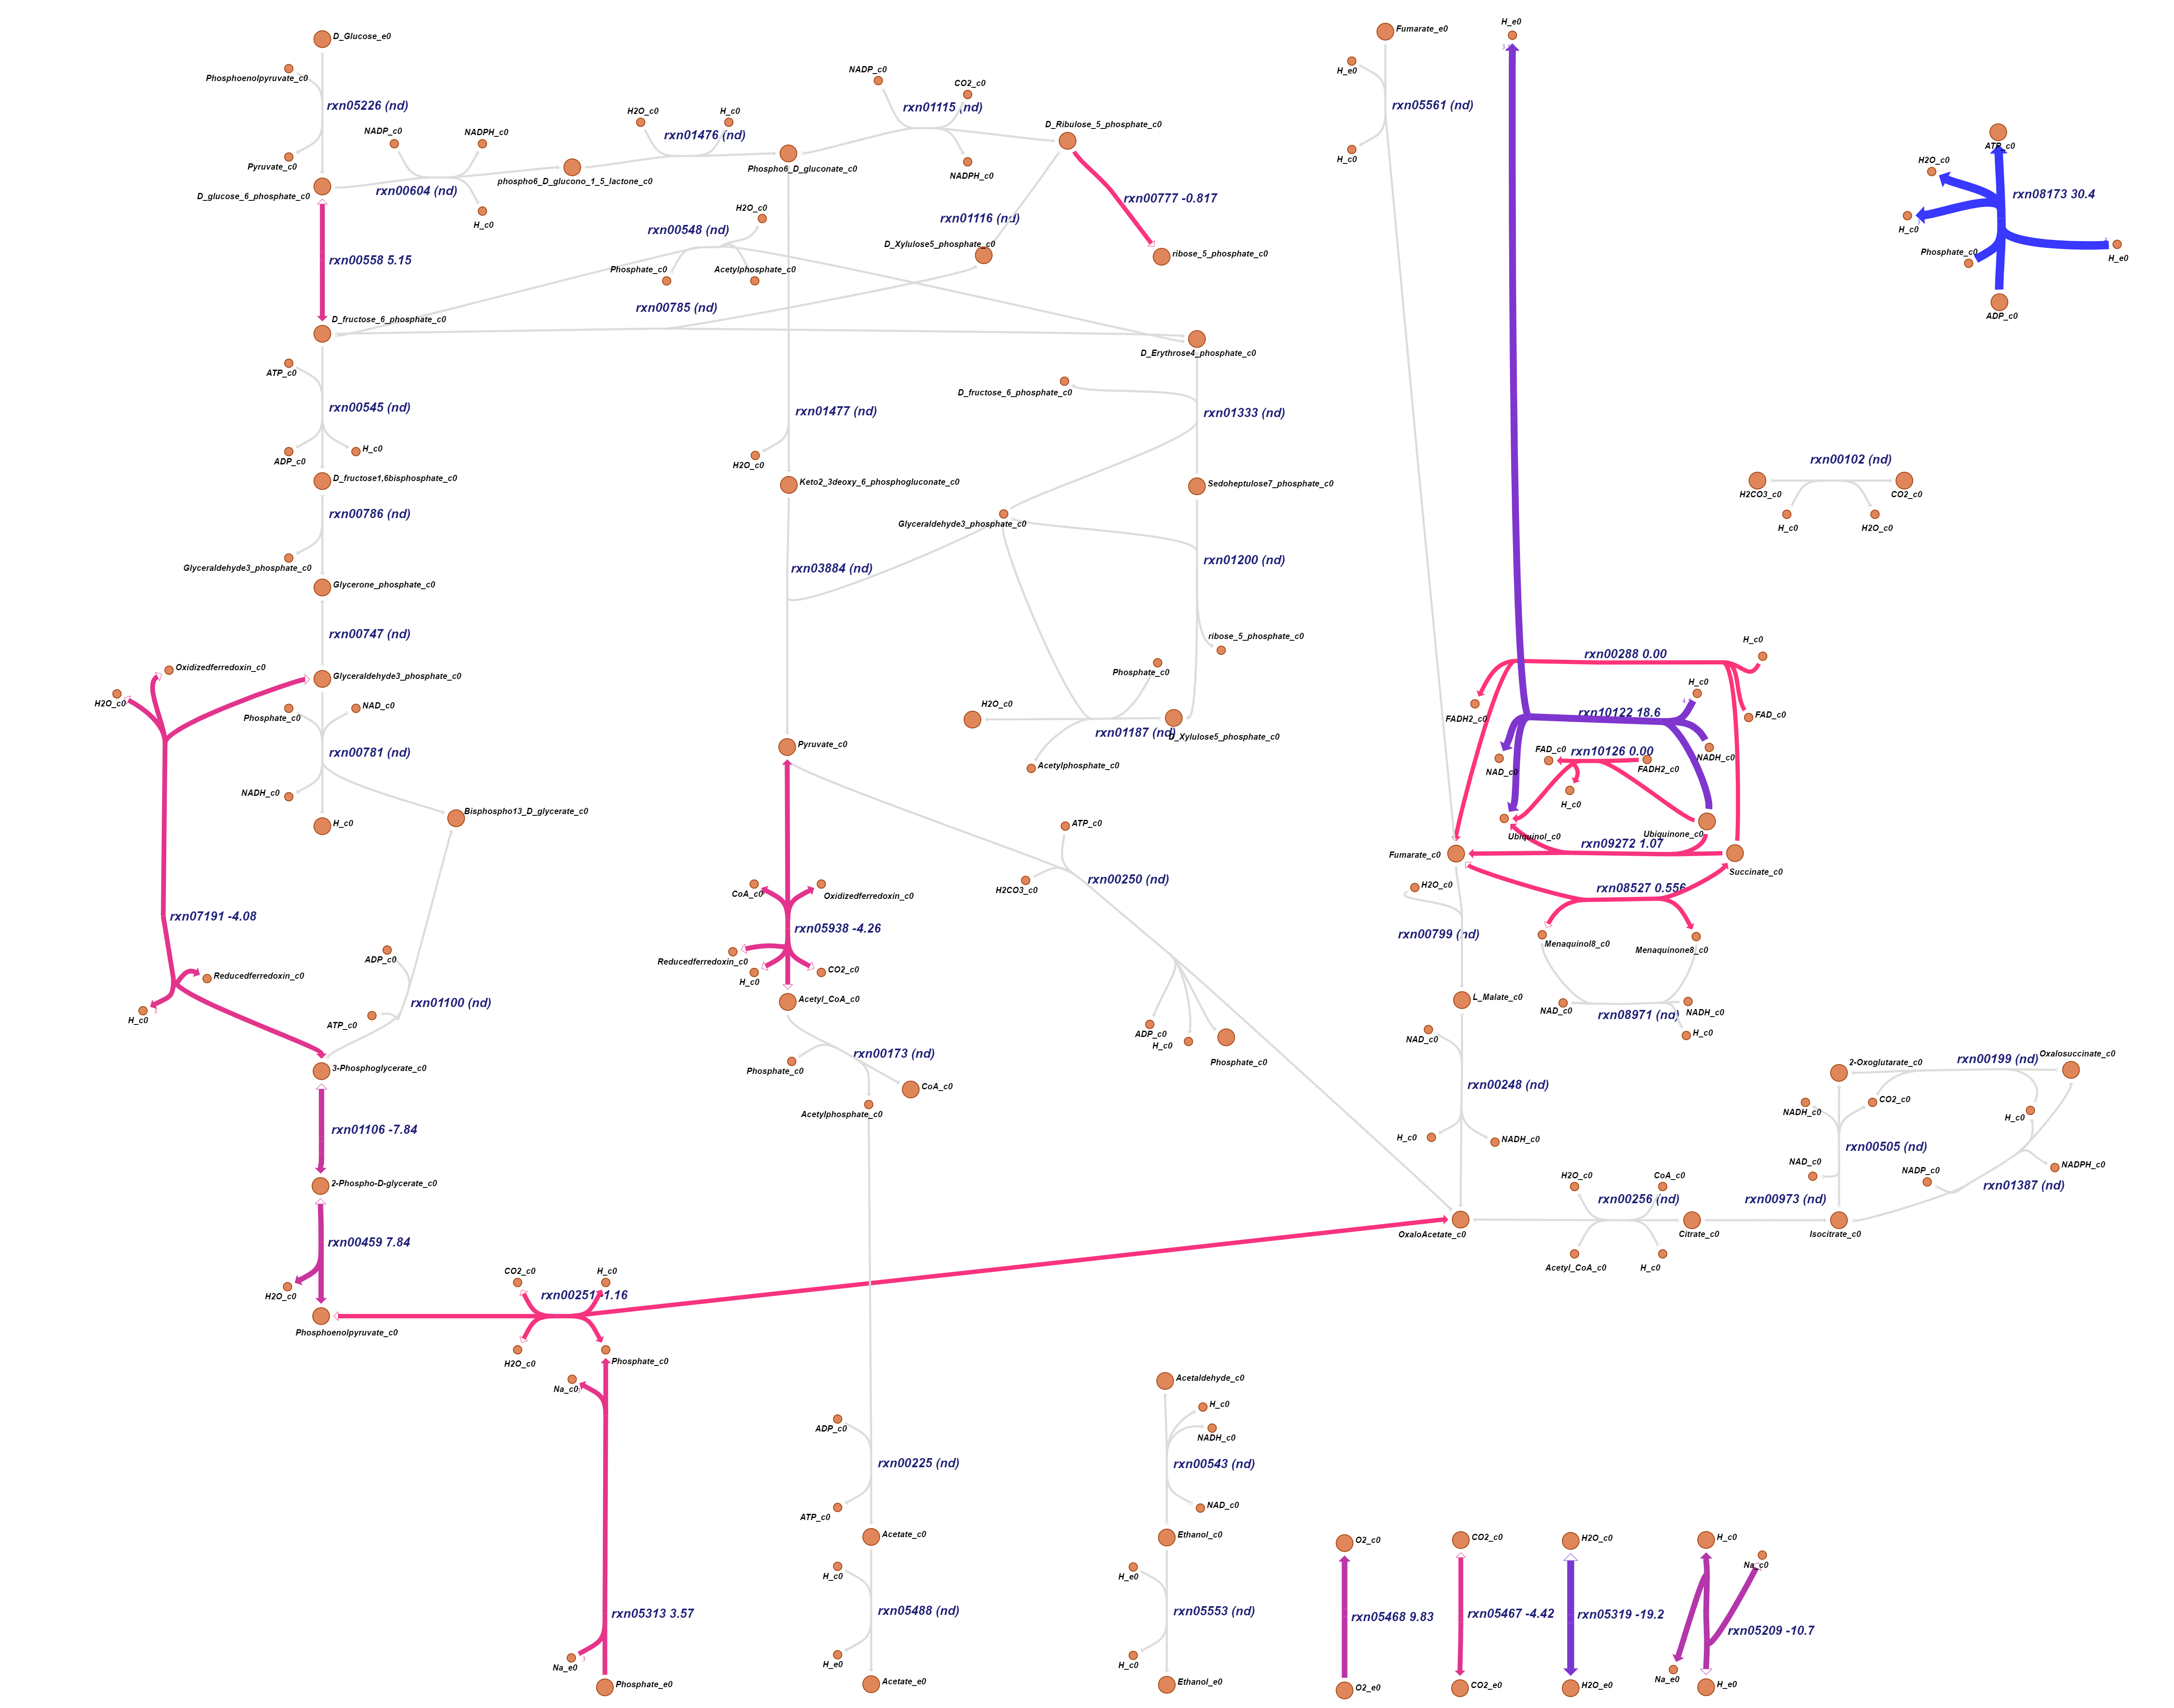 D_Glucose_e0
Phosphoenolpyruvate_c0
rxn05226 (nd)
Pyruvate_c0
D_glucose_6_phosphate_c0
NADP_c0
NADPH_c0
rxn00604 (nd)
H_c0
phospho6_D_glucono_1_5_lactone_c0
H2O_c0
H_c0
rxn01476 (nd)
Phospho6_D_gluconate_c0
NADP_c0
CO2_c0
rxn01115 (nd)
NADPH_c0
D_Ribulose_5_phosphate_c0
rxn00777 -0.817
ribose_5_phosphate_c0
rxn01116 (nd)
D_Xylulose5_phosphate_c0
rxn00558 5.15
H2O_c0
rxn00548 (nd)
Phosphate_c0
Acetylphosphate_c0
rxn00785 (nd)
D_fructose_6_phosphate_c0
D_Erythrose4_phosphate_c0
ATP_c0
rxn00545 (nd)
ADP_c0
H_c0
D_fructose1,6bisphosphate_c0
rxn00786 (nd)
Glyceraldehyde3_phosphate_c0
Glycerone_phosphate_c0
rxn00747 (nd)
Glyceraldehyde3_phosphate_c0
Oxidizedferredoxin_c0
H2O_c0
Phosphate_c0
NAD_c0
rxn00781 (nd)
NADH_c0
H_c0
Bisphospho13_D_glycerate_c0
rxn07191 -4.08
Reducedferredoxin_c0
H_c0
3
ADP_c0
rxn01100 (nd)
ATP_c0
3-Phosphoglycerate_c0
rxn01106 -7.84
2-Phospho-D-glycerate_c0
rxn00459 7.84
H2O_c0
Phosphoenolpyruvate_c0
CO2_c0
H_c0
rxn00251 -1.16
H2O_c0
Phosphate_c0
Na_c0
rxn05313 3.57
Na_e0
3
Phosphate_e0
rxn01477 (nd)
H2O_c0
Keto2_3deoxy_6_phosphogluconate_c0
rxn03884 (nd)
D_fructose_6_phosphate_c0
rxn01333 (nd)
Sedoheptulose7_phosphate_c0
Glyceraldehyde3_phosphate_c0
rxn01200 (nd)
ribose_5_phosphate_c0
Phosphate_c0
H2O_c0
rxn01187 (nd)
D_Xylulose5_phosphate_c0
Acetylphosphate_c0
Pyruvate_c0
CoA_c0
Oxidizedferredoxin_c0
rxn05938 -4.26
Reducedferredoxin_c0
H_c0
CO2_c0
Acetyl_CoA_c0
ATP_c0
H2CO3_c0
rxn00250 (nd)
ADP_c0
H_c0
Phosphate_c0
Phosphate_c0
rxn00173 (nd)
CoA_c0
Acetylphosphate_c0
ADP_c0
rxn00225 (nd)
ATP_c0
Acetate_c0
H_c0
rxn05488 (nd)
H_e0
Acetate_e0
Acetaldehyde_c0
H_c0
NADH_c0
rxn00543 (nd)
NAD_c0
Ethanol_c0
H_e0
rxn05553 (nd)
H_c0
Ethanol_e0
Fumarate_e0
H_e0
rxn05561 (nd)
H_c0
H_e0
ATP_c0
H2O_c0
rxn08173 30.4
H_c0
Phosphate_c0
H_e0
ADP_c0
rxn00102 (nd)
H2CO3_c0
CO2_c0
H_c0
H2O_c0
H_c0
rxn00288 0.00
FADH2_c0
FAD_c0
H_c0
rxn10122 18.6
NAD_c0
NADH_c0
FAD_c0
rxn10126 0.00
FADH2_c0
H_c0
Ubiquinol_c0
Ubiquinone_c0
rxn09272 1.07
Fumarate_c0
Succinate_c0
rxn08527 0.556
Menaquinol8_c0
Menaquinone8_c0
NAD_c0
NADH_c0
rxn08971 (nd)
H_c0
H2O_c0
rxn00799 (nd)
L_Malate_c0
NAD_c0
rxn00248 (nd)
H_c0
NADH_c0
OxaloAcetate_c0
H2O_c0
CoA_c0
rxn00256 (nd)
Acetyl_CoA_c0
H_c0
Citrate_c0
rxn00973 (nd)
Isocitrate_c0
2-Oxoglutarate_c0
rxn00199 (nd)
Oxalosuccinate_c0
NADH_c0
CO2_c0
H_c0
rxn00505 (nd)
NAD_c0
NADP_c0
NADPH_c0
rxn01387 (nd)
O2_c0
rxn05468 9.83
O2_e0
CO2_c0
rxn05467 -4.42
CO2_e0
H2O_c0
rxn05319 -19.2
H2O_e0
H_c0
Na_c0
rxn05209 -10.7
Na_e0
H_e0